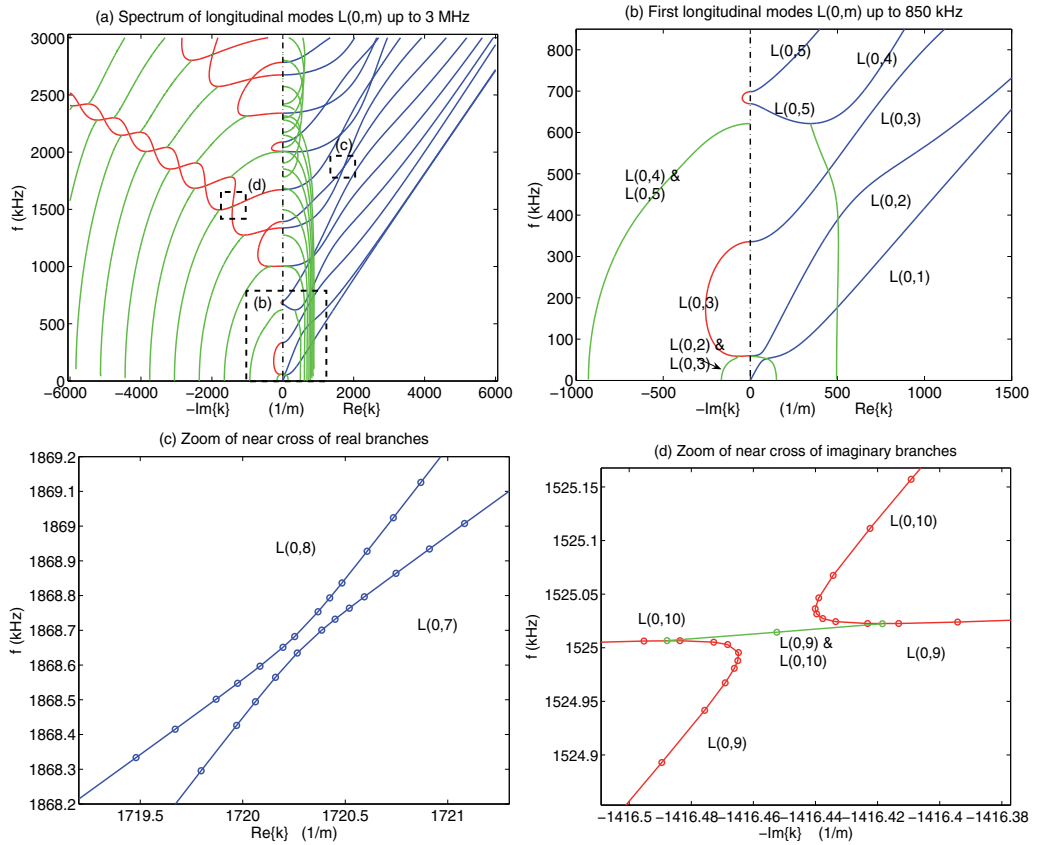 (a) Spectrum of longitudinal modes L(0,m) up to 3 MHz
3000
2500
2000
1500
1000
500
0
f (kHz)
(c)
(d)
(b)
−6000 −4000 −2000 0 2000 4000 6000
−Im{k} (1/m) Re{k}
(b) First longitudinal modes L(0,m) up to 850 kHz
800
700
600
500
400
300
200
100
0
f (kHz)
L(0,5)
L(0,4)
L(0,5)
L(0,3)
L(0,4) &
L(0,5)
L(0,2)
L(0,1)
L(0,3)
L(0,2) &
L(0,3)
−1000 −500 0 500 1000 1500
−Im{k} (1/m) Re{k}
(c) Zoom of near cross of real branches
1869.2
1869.1
1869
1868.9
1868.8
1868.7
1868.6
1868.5
1868.4
1868.3
1868.2
f (kHz)
L(0,8)
L(0,7)
1719.5 1720 1720.5 1721
Re{k} (1/m)
(d) Zoom of near cross of imaginary branches
1525.15
1525.1
1525.05
1525
1524.95
1524.9
f (kHz)
L(0,10)
L(0,10)
L(0,9) &
L(0,10)
L(0,9)
L(0,9)
−1416.5 −1416.48 −1416.46 −1416.44 −1416.42 −1416.4 −1416.38
−Im{k} (1/m)